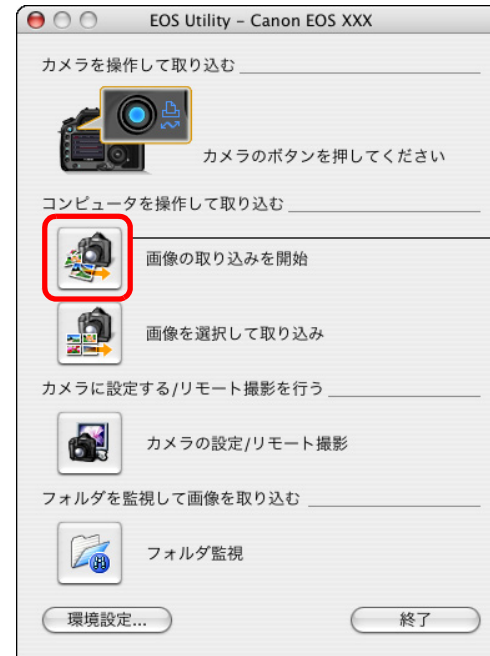 EOS Utility – Canon EOS XXX
カメラを操作して取り込む
カメラのボタンを押してください
コンピュータを操作して取り込む
画像の取り込みを開始
画像を選択して取り込み
カメラに設定する/リモート撮影を行う
カメラの設定/リモート撮影
フォルダを監視して画像を取り込む
フォルダ監視
環境設定...
終了